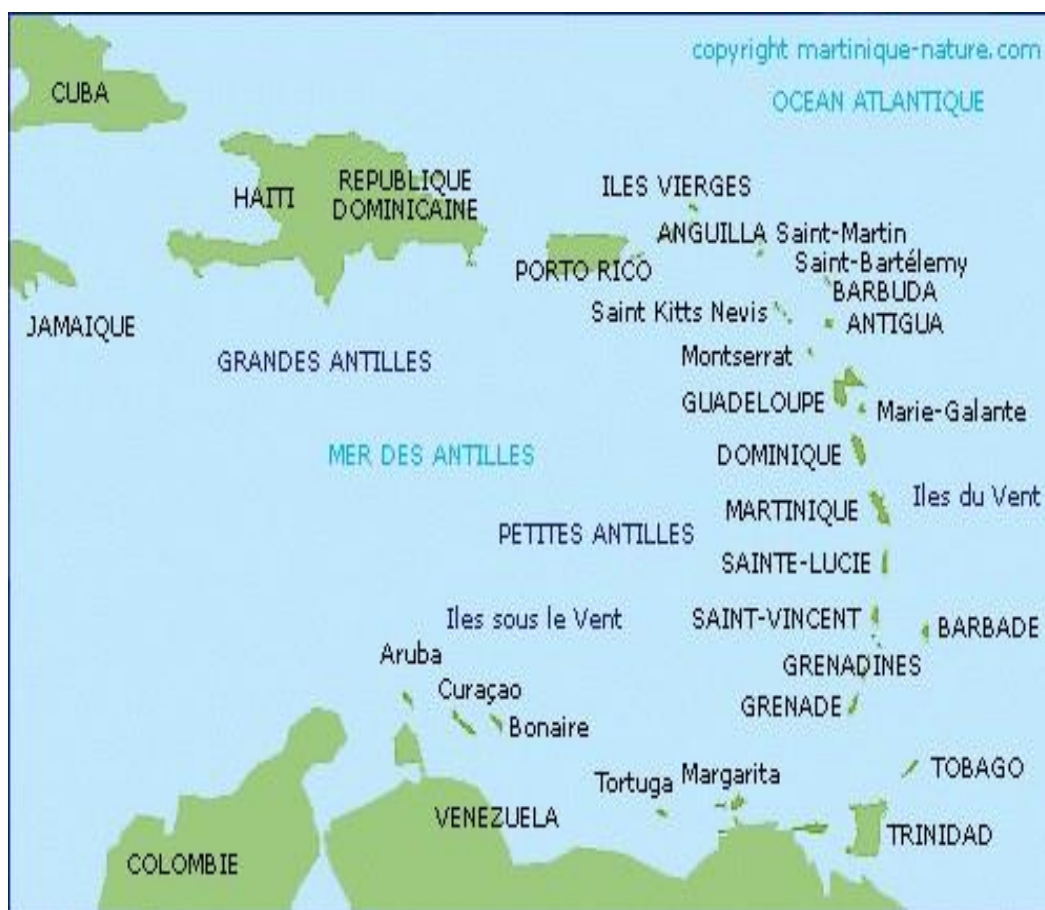 copyright martinique-nature.com
CUBA
OCEAN ATLANTIQUE
HAITI
REPUBLIQUE
DOMINICAINE
ILES VIERGES
ANGUILLA
Saint-Martin
PORTO RICO
Saint-Bartélemy
BARBUDA
Saint Kitts Nevis
ANTIGUA
JAMAIQUE
GRANDES ANTILLES
Montserrat
GUADELOUPE
Marie-Galante
MER DES ANTILLES
DOMINIQUE
Iles du Vent
MARTINIQUE
PETITES ANTILLES
SAINTE-LUCIE
Iles sous le Vent
SAINT-VINCENT
BARBADE
Aruba
GRENADINES
Curaçao
GRENADE
Bonaire
TOBAGO
Tortuga
Margarita
VENEZUELA
TRINIDAD
COLOMBIE